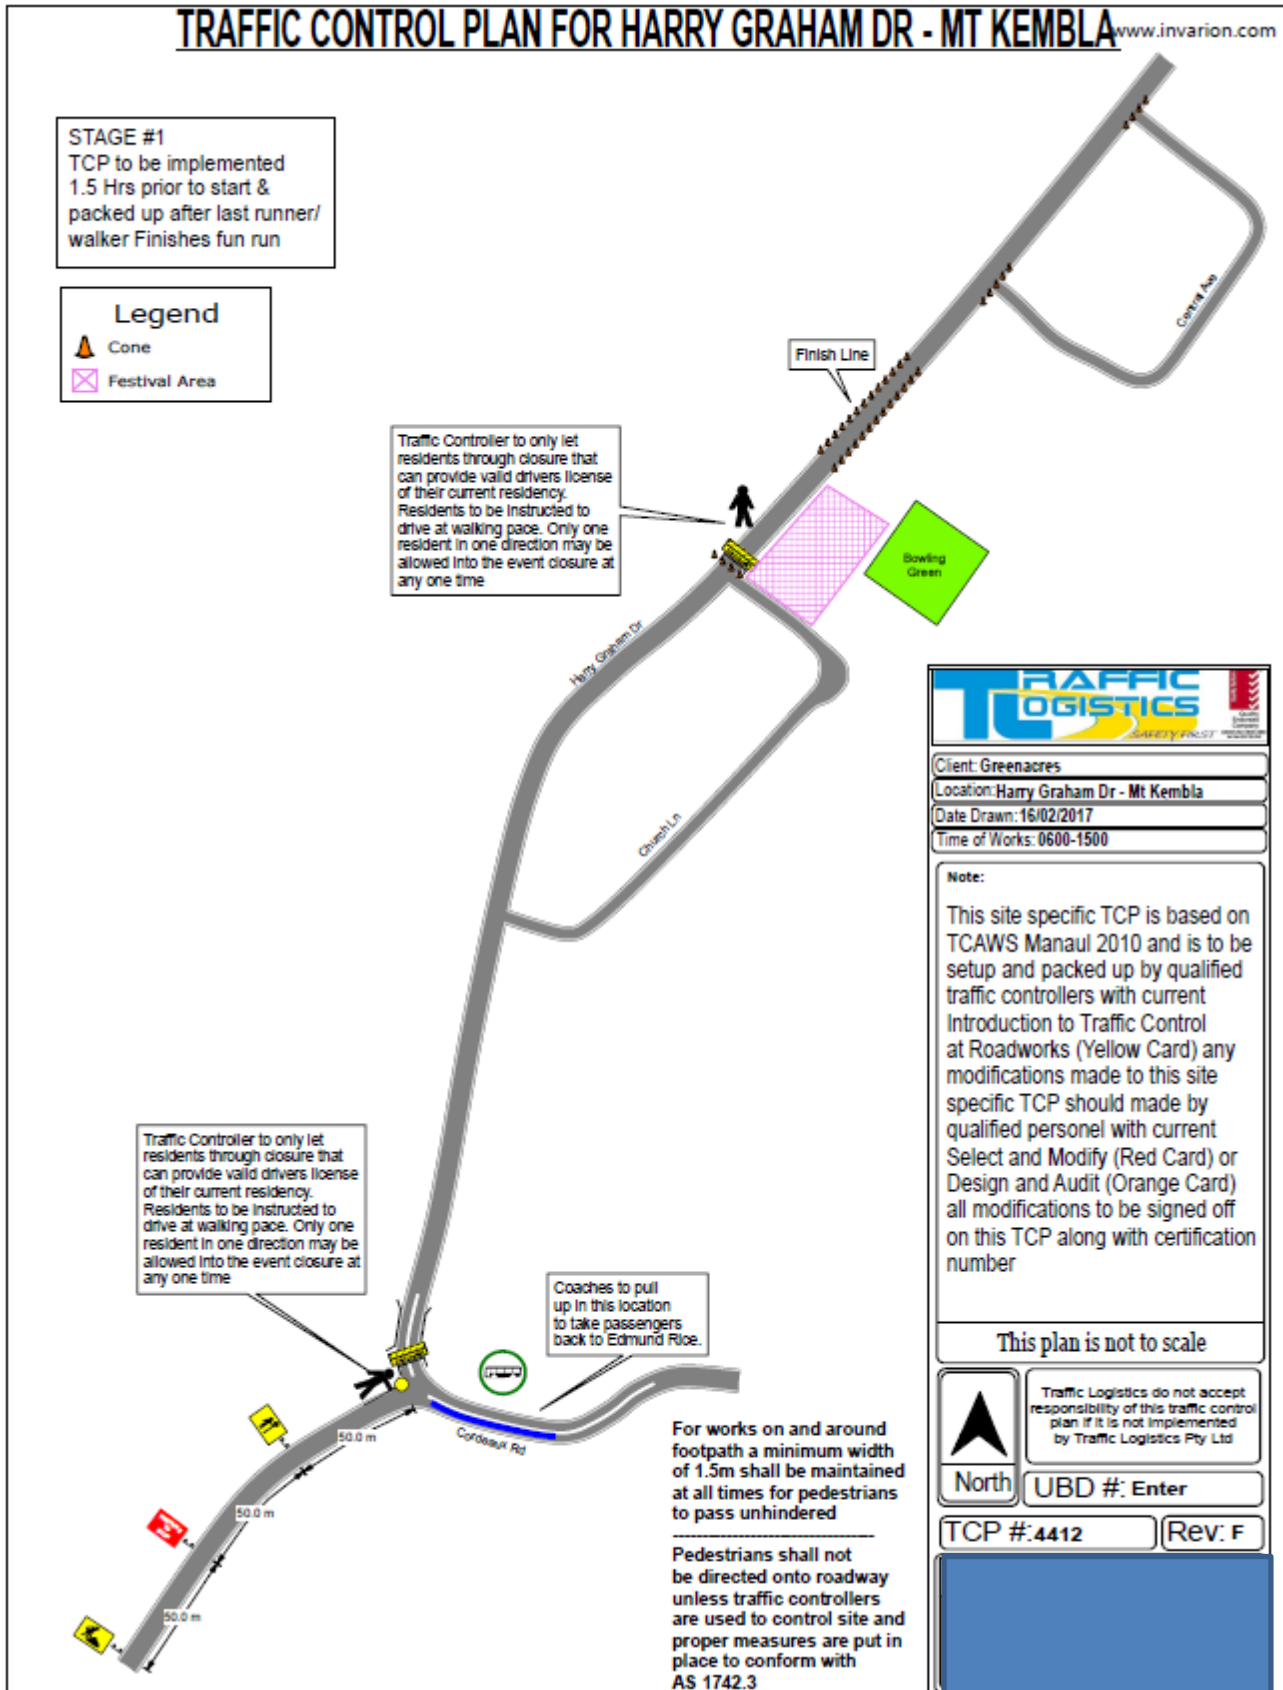 TRAFFIC CONTROL PLAN FOR HARRY GRAHAM DR - MT KEMBLA
www.invarion.com
STAGE #1
TCP to be implemented
1.5 Hrs prior to start &
packed up after last runner/
walker Finishes fun run
Legend
Cone
Festival Area
Central Ave
Finish Line
Traffic Controller to only let
residents through closure that
can provide valid drivers license
of their current residency.
Residents to be instructed to
drive at walking pace. Only one
resident in one direction may be
allowed into the event closure at
any one time
Bowling
Green
Harry Graham Dr
Church Ln
Traffic Controller to only let
residents through closure that
can provide valid drivers license
of their current residency.
Residents to be instructed to
drive at walking pace. Only one
resident in one direction may be
allowed into the event closure at
any one time
Coaches to pull
up in this location
to take passengers
back to Edmund Rice.
Cordeaux Rd
50.0 m
50.0 m
50.0 m
For works on and around
footpath a minimum width
of 1.5m shall be maintained
at all times for pedestrians
to pass unhindered
Pedestrians shall not
be directed onto roadway
unless traffic controllers
are used to control site and
proper measures are put in
place to conform with
AS 1742.3
TRAFFIC
LOGISTICS
SAFETY FIRST
Client: Greenacres
Location: Harry Graham Dr - Mt Kembla
Date Drawn: 16/02/2017
Time of Works: 0600-1500
Note:
This site specific TCP is based on
TCAWS Manaul 2010 and is to be
setup and packed up by qualified
traffic controllers with current
Introduction to Traffic Control
at Roadworks (Yellow Card) any
modifications made to this site
specific TCP should made by
qualified personel with current
Select and Modify (Red Card) or
Design and Audit (Orange Card)
all modifications to be signed off
on this TCP along with certification
number
This plan is not to scale
North
Traffic Logistics do not accept
responsibility of this traffic control
plan if it is not implemented
by Traffic Logistics Pty Ltd
UBD #: Enter
TCP #: 4412
Rev: F